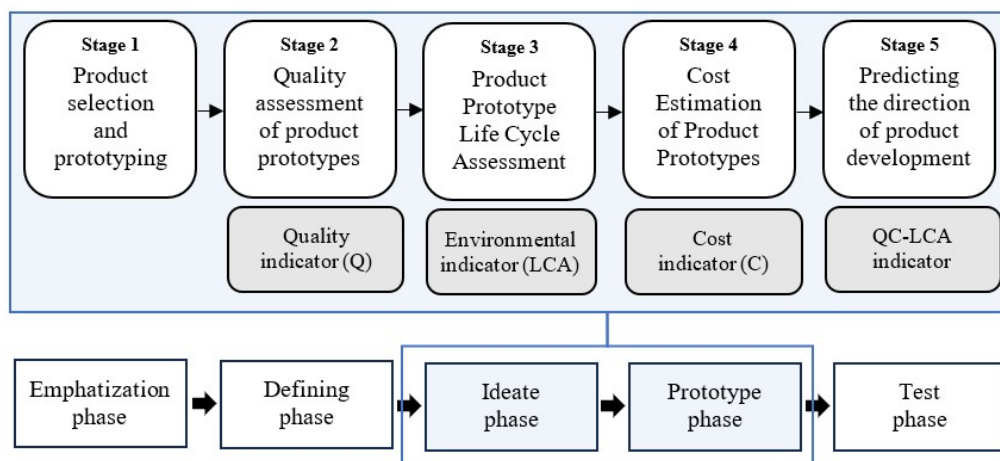 Stage 1
Product
selection
and
prototyping
Stage 2
Quality
assessment
of product
prototypes
Stage 3
Product
Prototype
Life Cycle
Assessment
Stage 4
Cost
Estimation
of Product
Prototypes
Stage 5
Predicting
the direction
of product
development
Quality
indicator (Q)
Environmental
indicator (LCA)
Cost
indicator (C)
QC-LCA
indicator
Emphatization
phase
Defining
phase
Ideate
phase
Prototype
phase
Test
phase